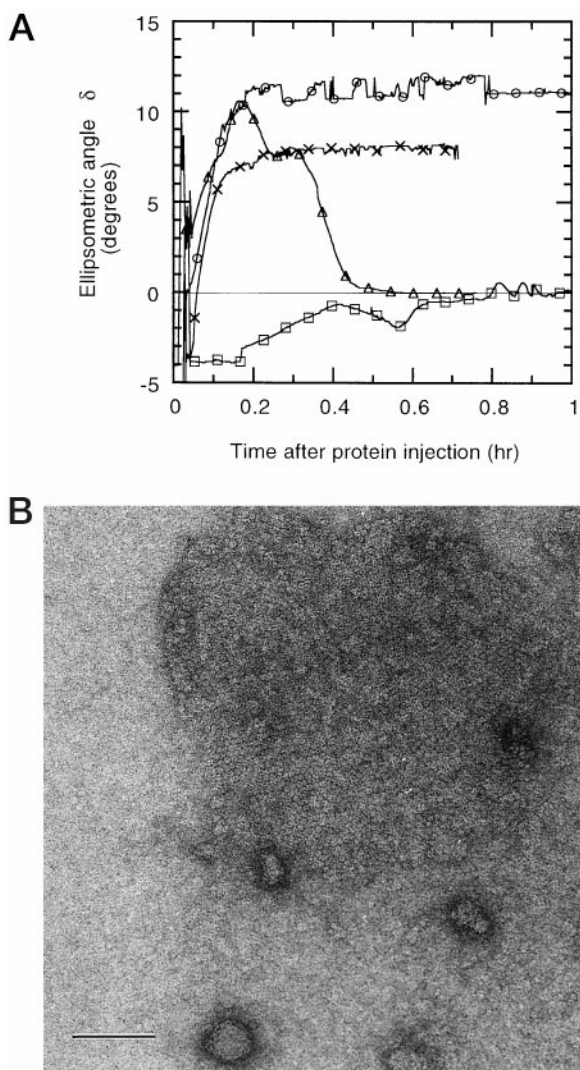 A
15
10
5
0
-5
Ellipsometric angle δ
(degrees)
0
0.2
0.4
0.6
0.8
1
Time after protein injection (hr)
B